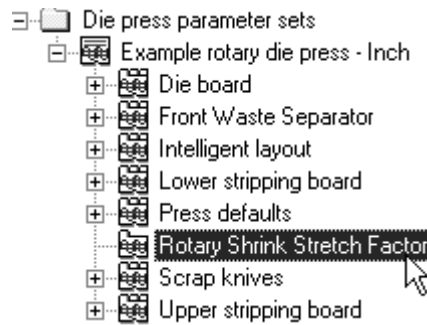 Die press parameter sets
Example rotary die press - Inch
Die board
Front Waste Separator
Intelligent layout
Lower stripping board
Press defaults
Rotary Shrink Stretch Factor
Scrap knives
Upper stripping board